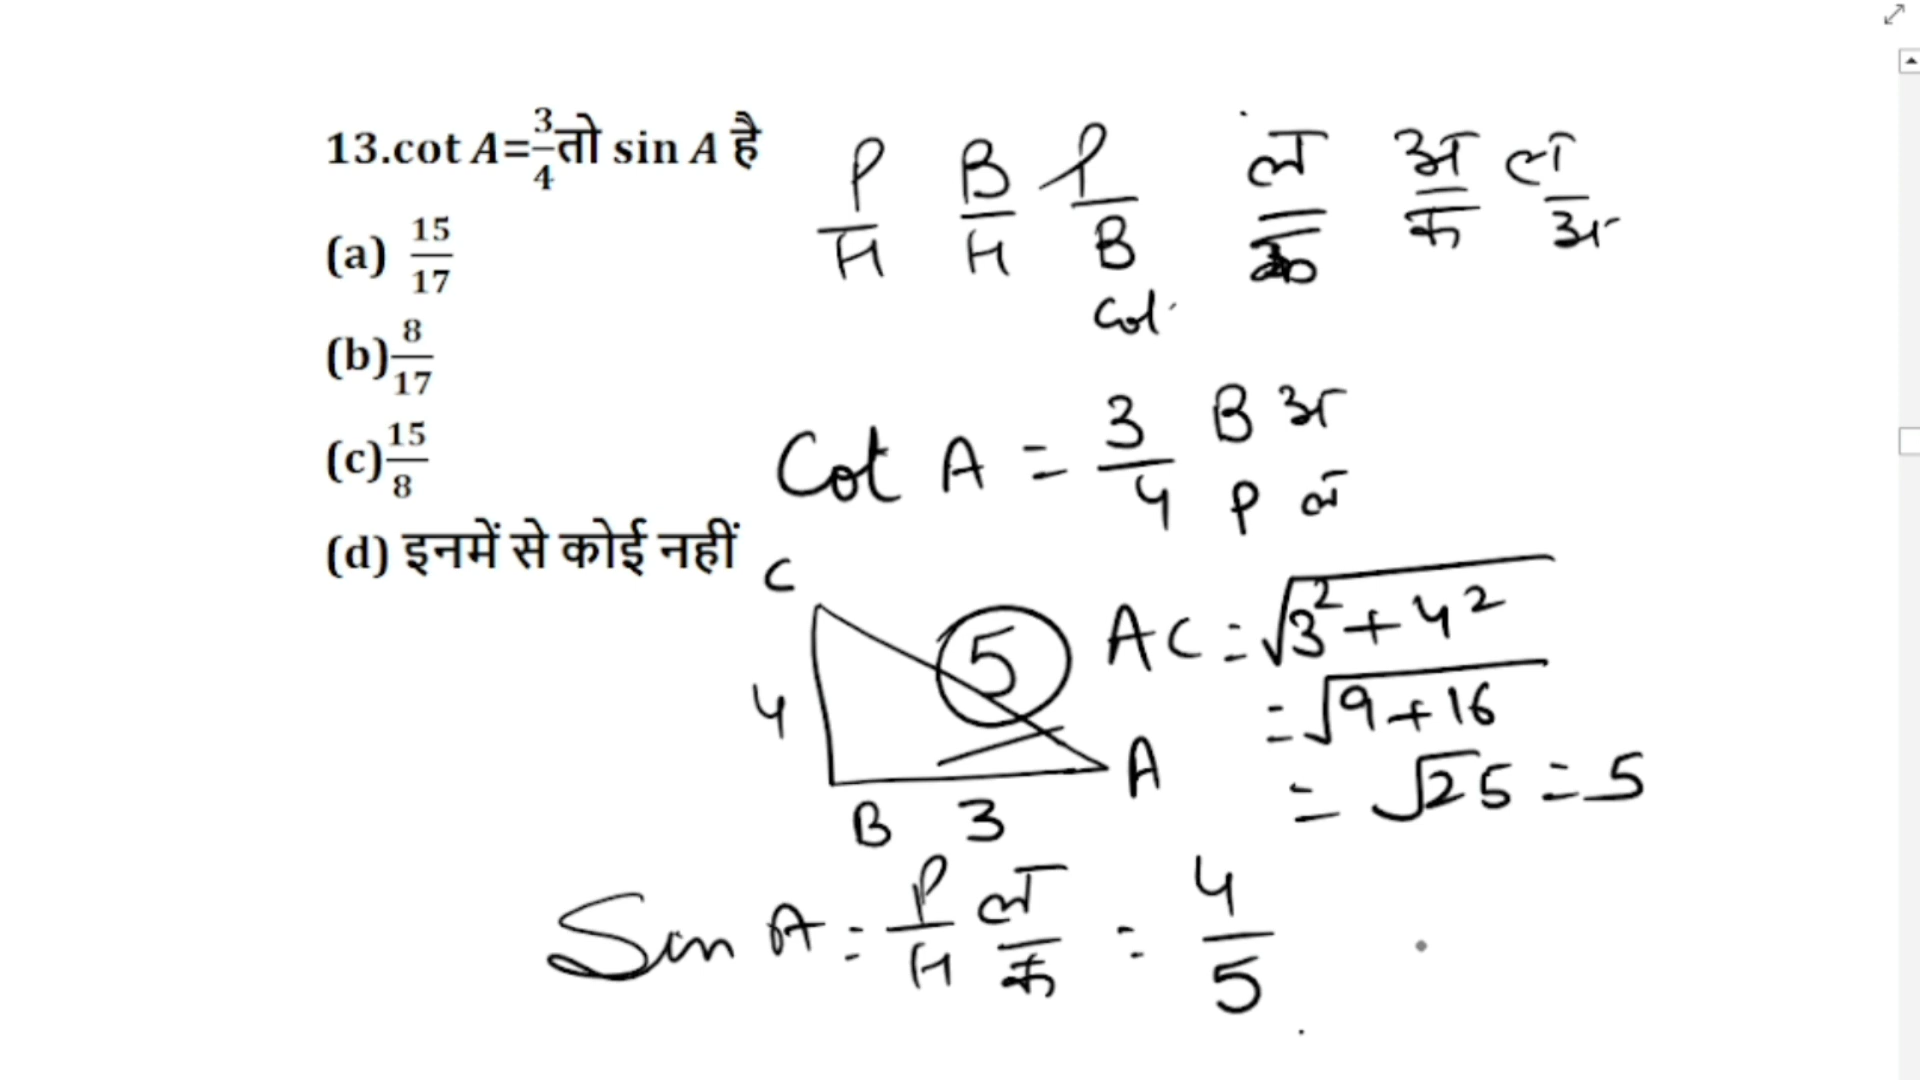 13.cot A=3/4 तो sin A है
(a) 15/17
(b) 8/17
(c) 15/8
(d) इनमें से कोई नहीं
P/H B/H P/B ल/क अ/क ल/अ
Cot
Cot A = 3/4 B अ
P ल
C
4 5 A
B 3
AC = √3² + 4²
= √9 + 16
= √25 = 5
Sin A = P/H ल/क = 4/5